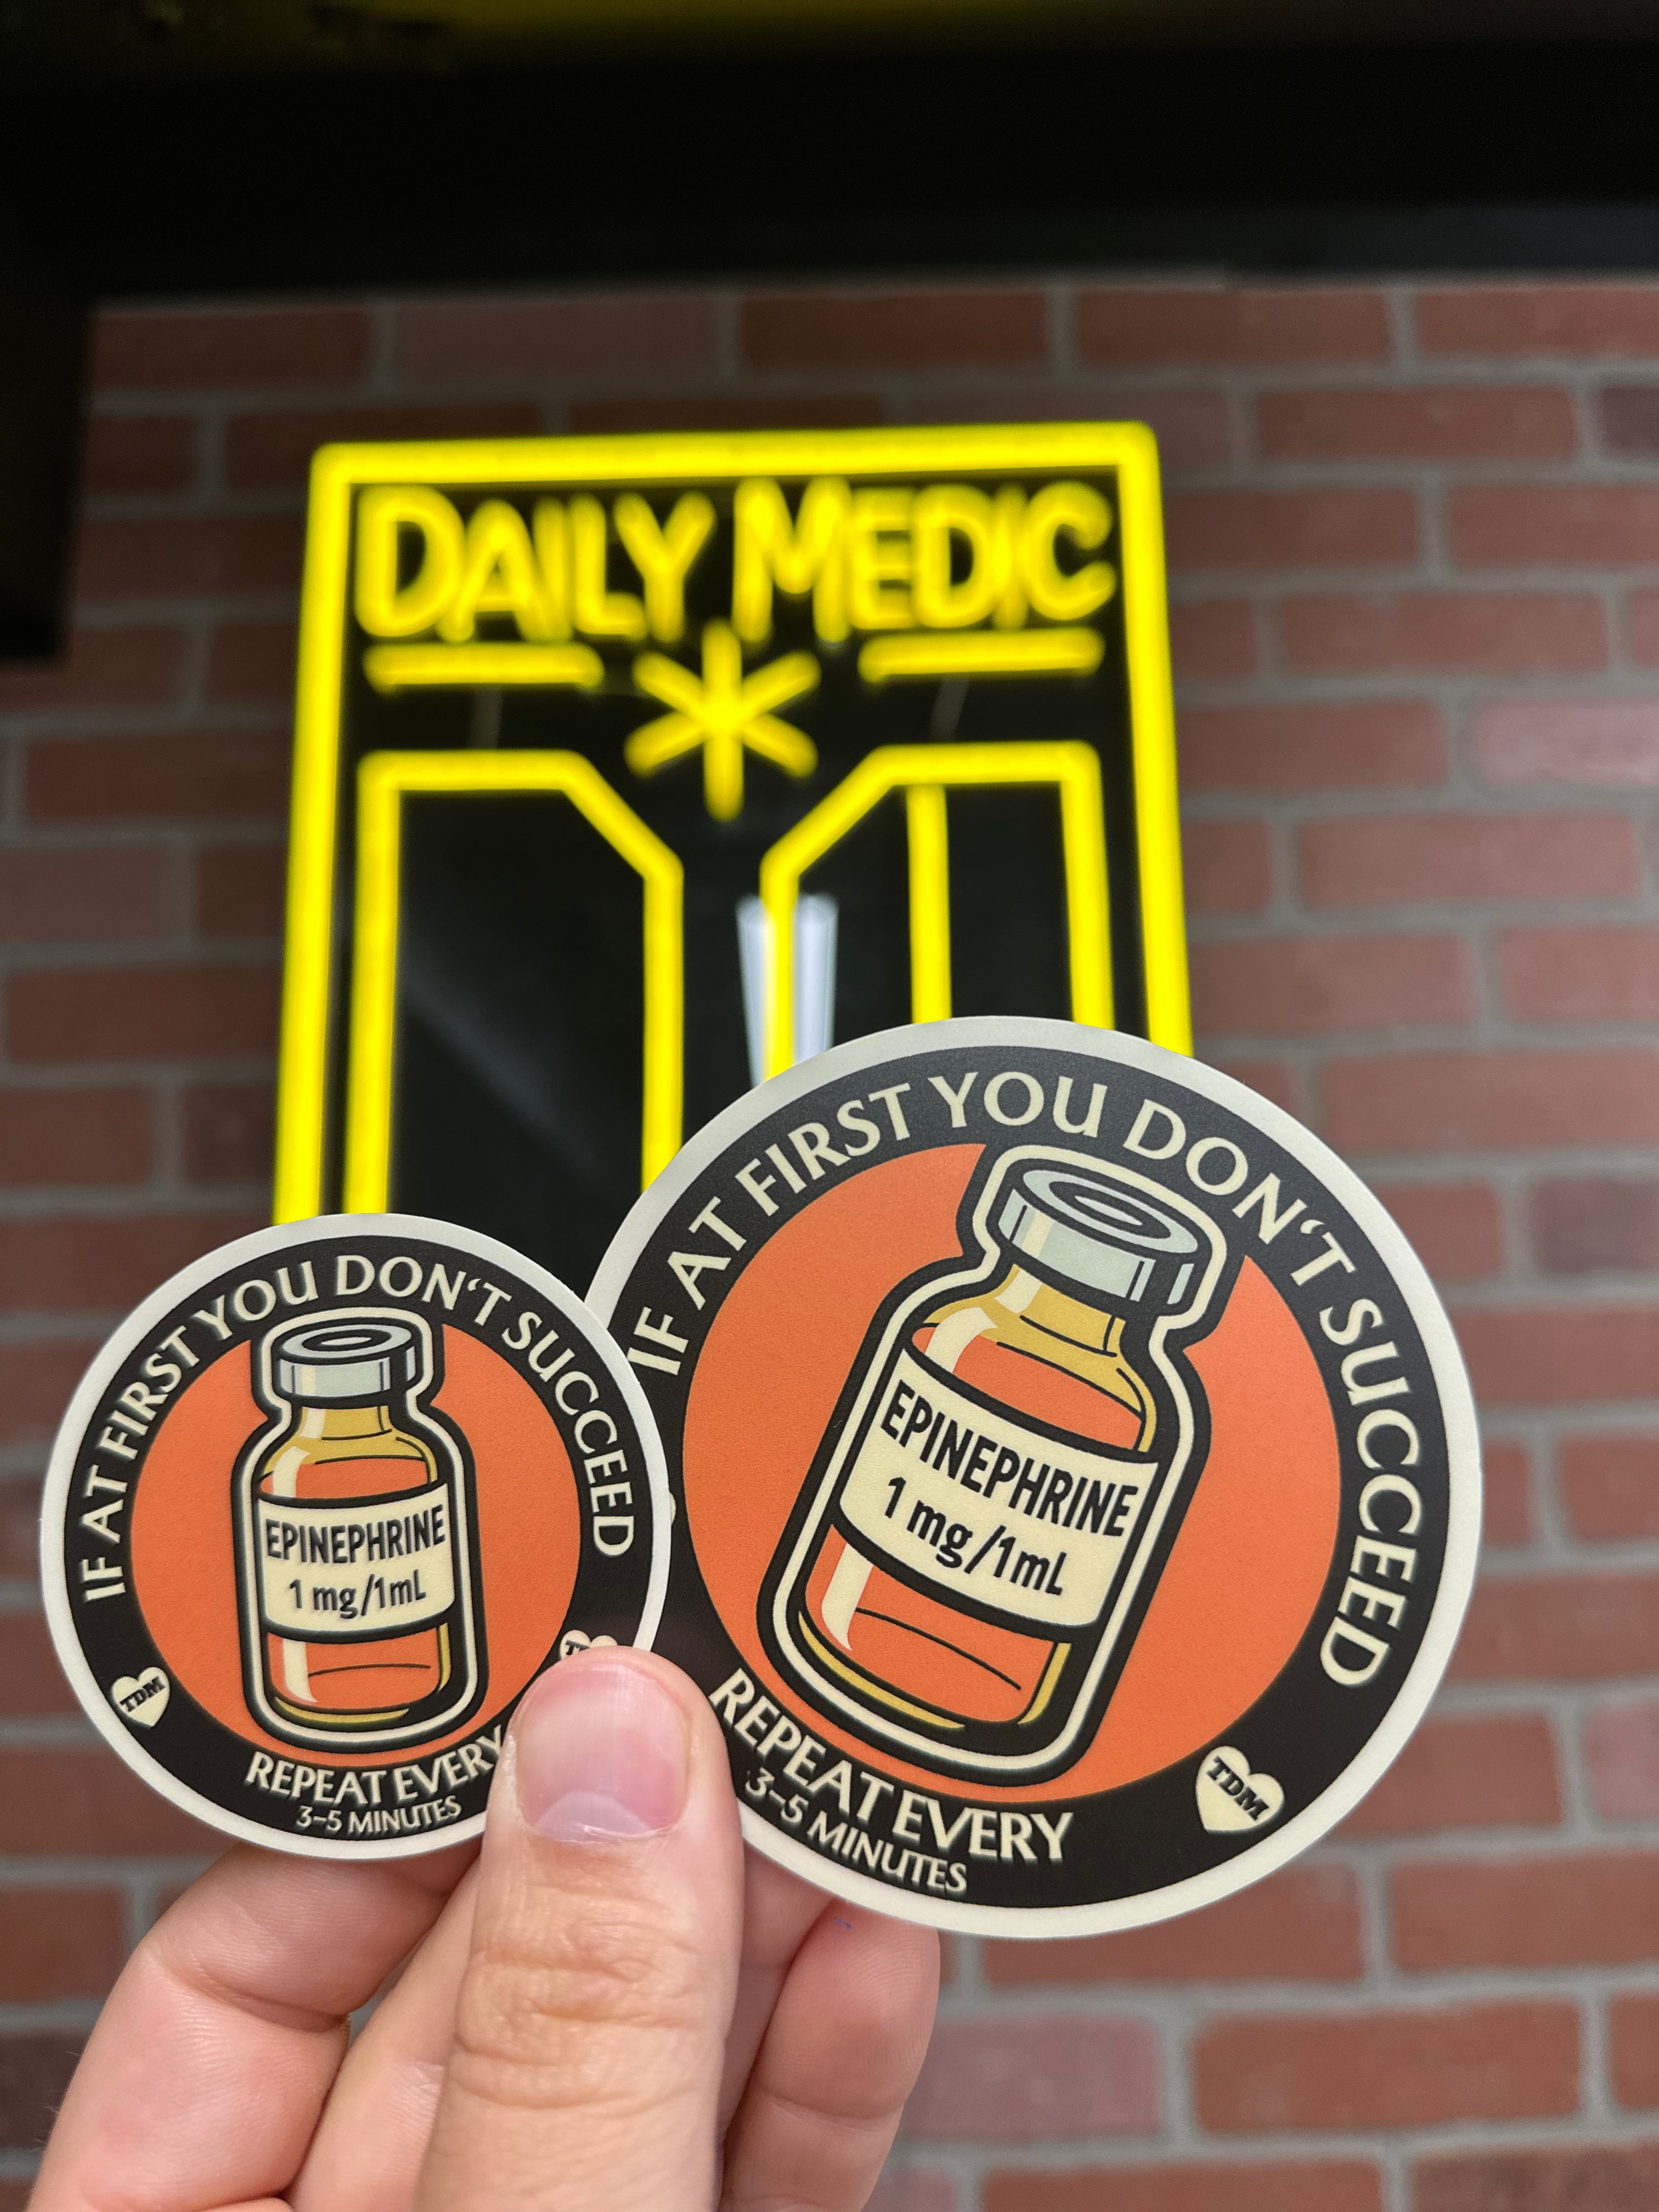 DAILY MEDIC
IF AT FIRST YOU DON'T SUCCEED
EPINEPHRINE
1 mg/1mL
TDM
REPEAT EVERY
3-5 MINUTES
IF AT FIRST YOU DON'T SUCCEED
EPINEPHRINE
1 mg/1mL
TDM
REPEAT EVERY
3-5 MINUTES